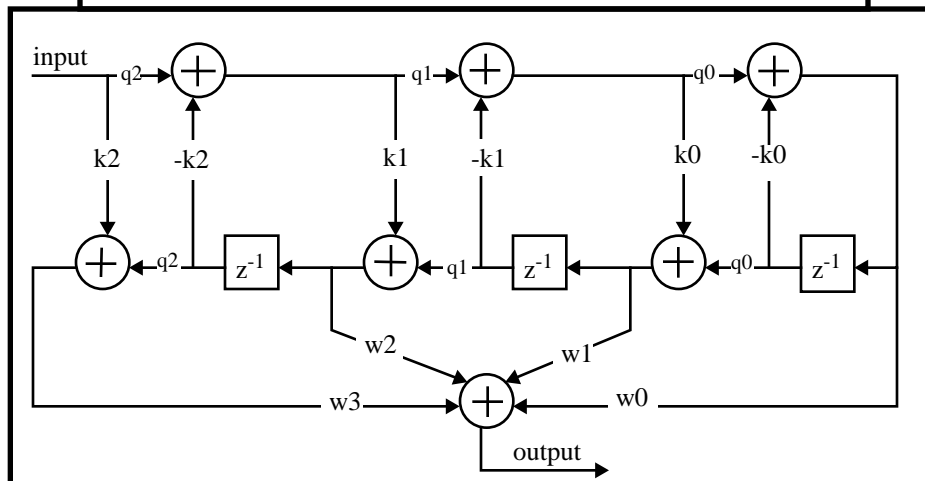 input
q2 q1 q0
k2 -k2 k1 -k1 k0 -k0
q2 z-1 q1 z-1 q0 z-1
w2 w1
w3 w0
output